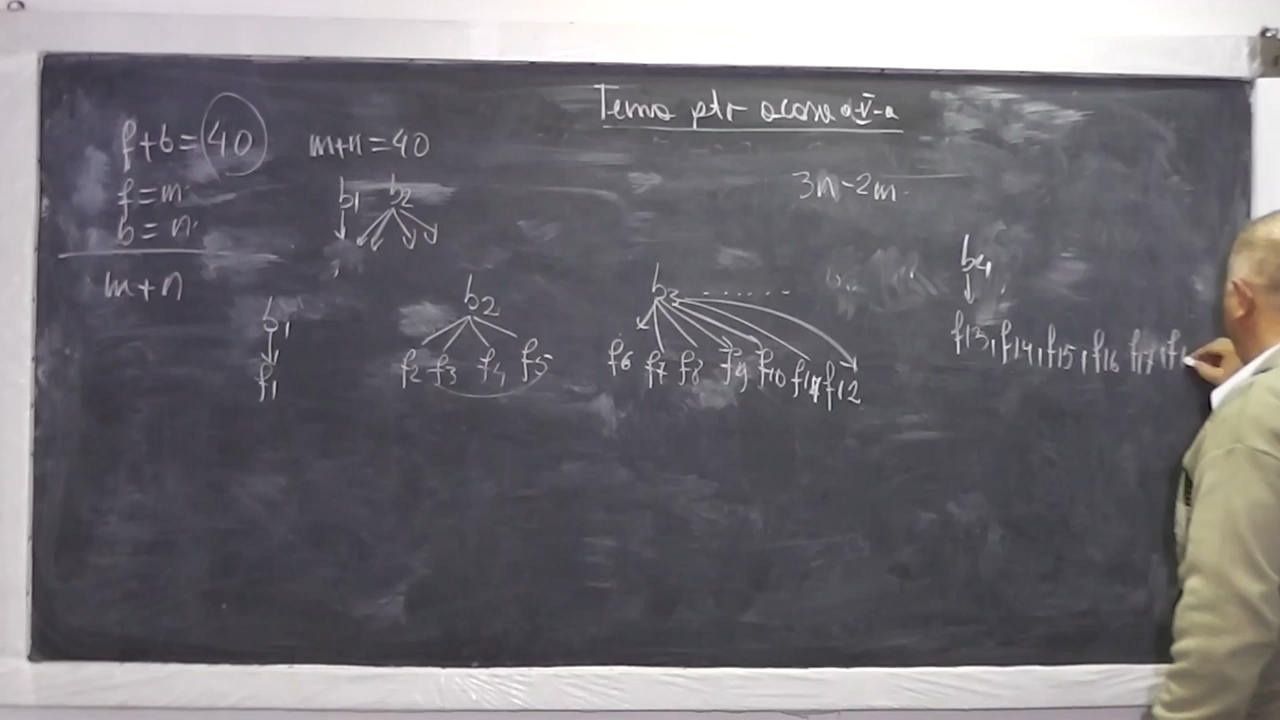 Tema ptr acasa a V-a
f+b=40
m+n=40
f=m
b=n
m+n
3n-2m
b1 b2
b1
f1
b2
f2 f3 f4 f5
b3 . . . . . .
f6 f7 f8 f9 f10 f11 f12
b4
f13, f14, f15, f16 f17, f1